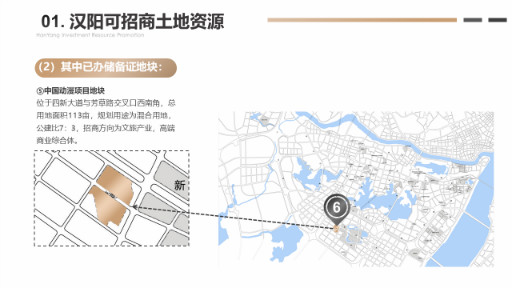 01. 汉阳可招商土地资源
Hanyang Investment Resource Promotion
（2）其中已办储备证地块：
⑤中国动漫项目地块
位于四新大道与芳草路交叉口西南角，总
用地面积113亩，规划用途为混合用地，
公建比7：3，招商方向为文旅产业、高端
商业综合体。
新
6